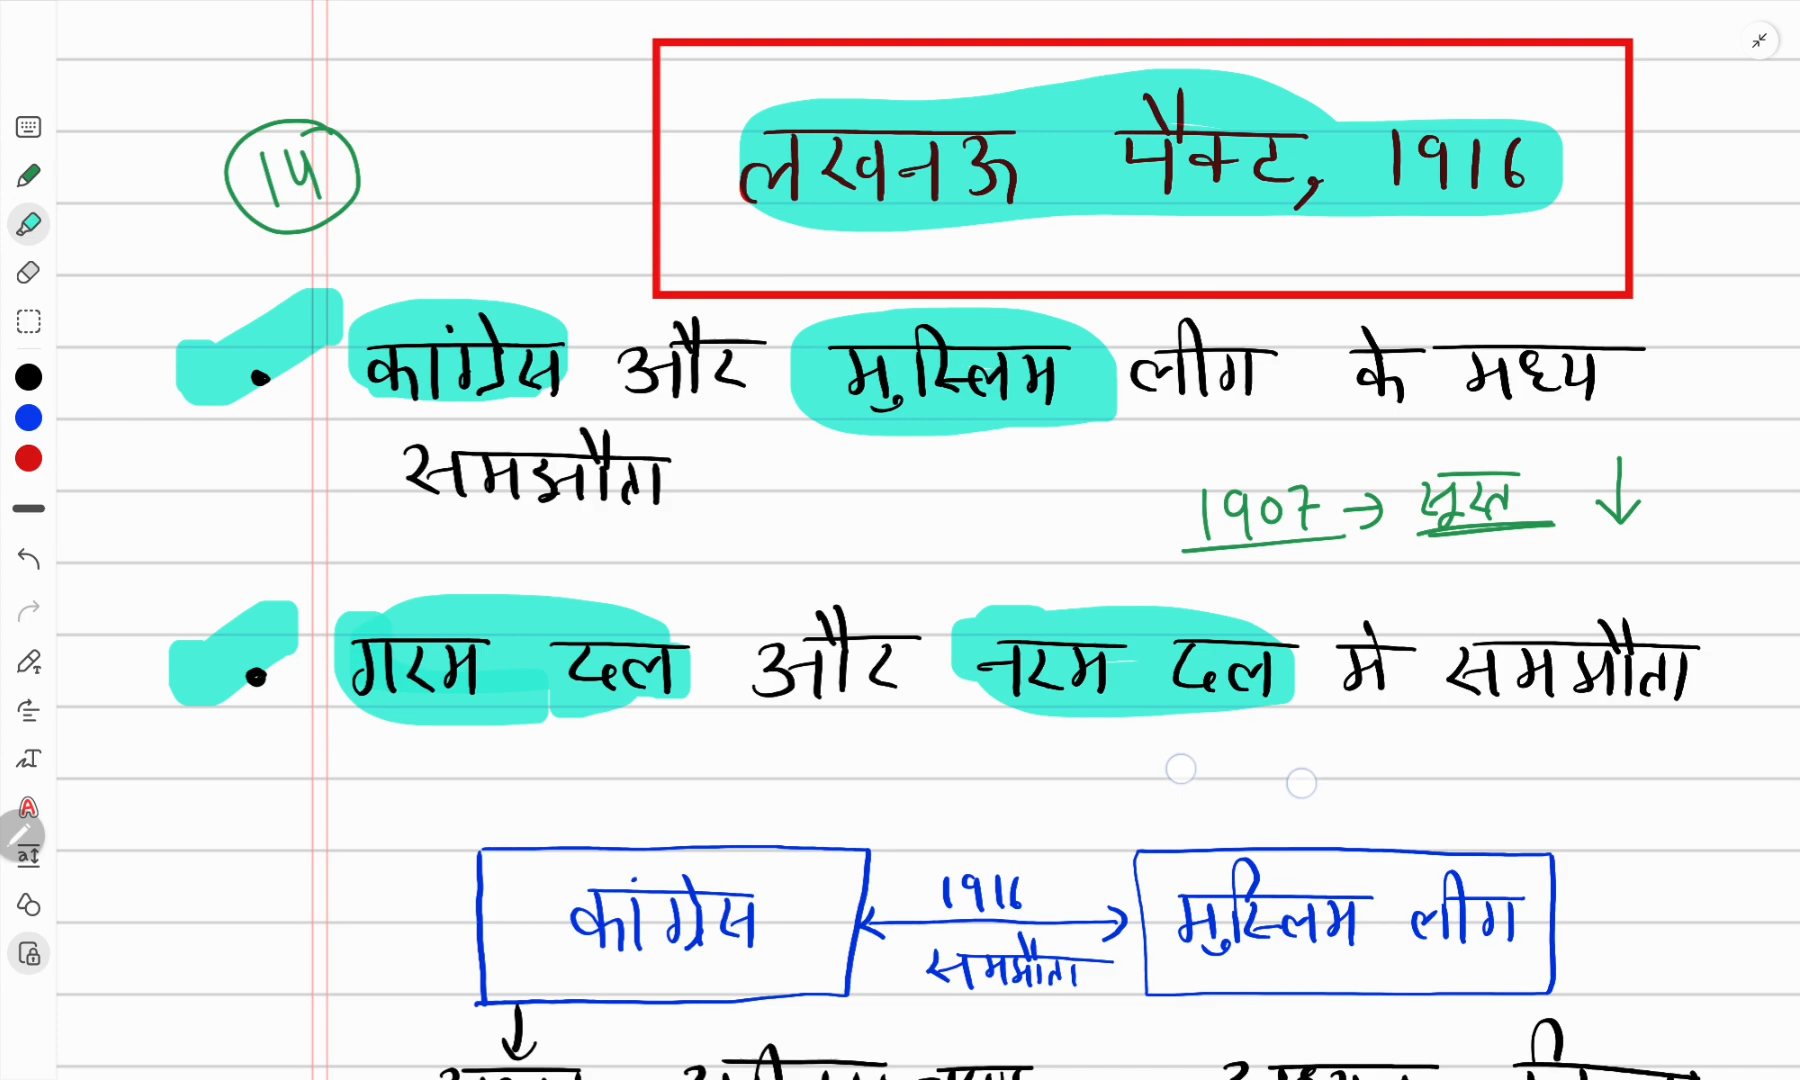 14
लखनऊ पैक्ट, 1916
• कांग्रेस और मुस्लिम लीग के मध्य
समझौता
1907 → सूरत ↓
• गरम दल और नरम दल मे समझौता
कांग्रेस
1916
समझौता
मुस्लिम लीग